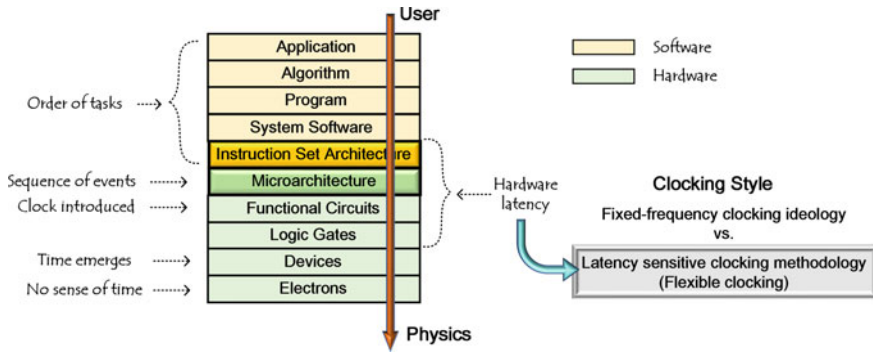 User
Application
Algorithm
Program
System Software
Instruction Set Architecture
Microarchitecture
Functional Circuits
Logic Gates
Devices
Electrons
Physics
Order of tasks
Sequence of events
Clock introduced
Time emerges
No sense of time
Software
Hardware
Hardware
latency
Clocking Style
Fixed-frequency clocking ideology
vs.
Latency sensitive clocking methodology
(Flexible clocking)